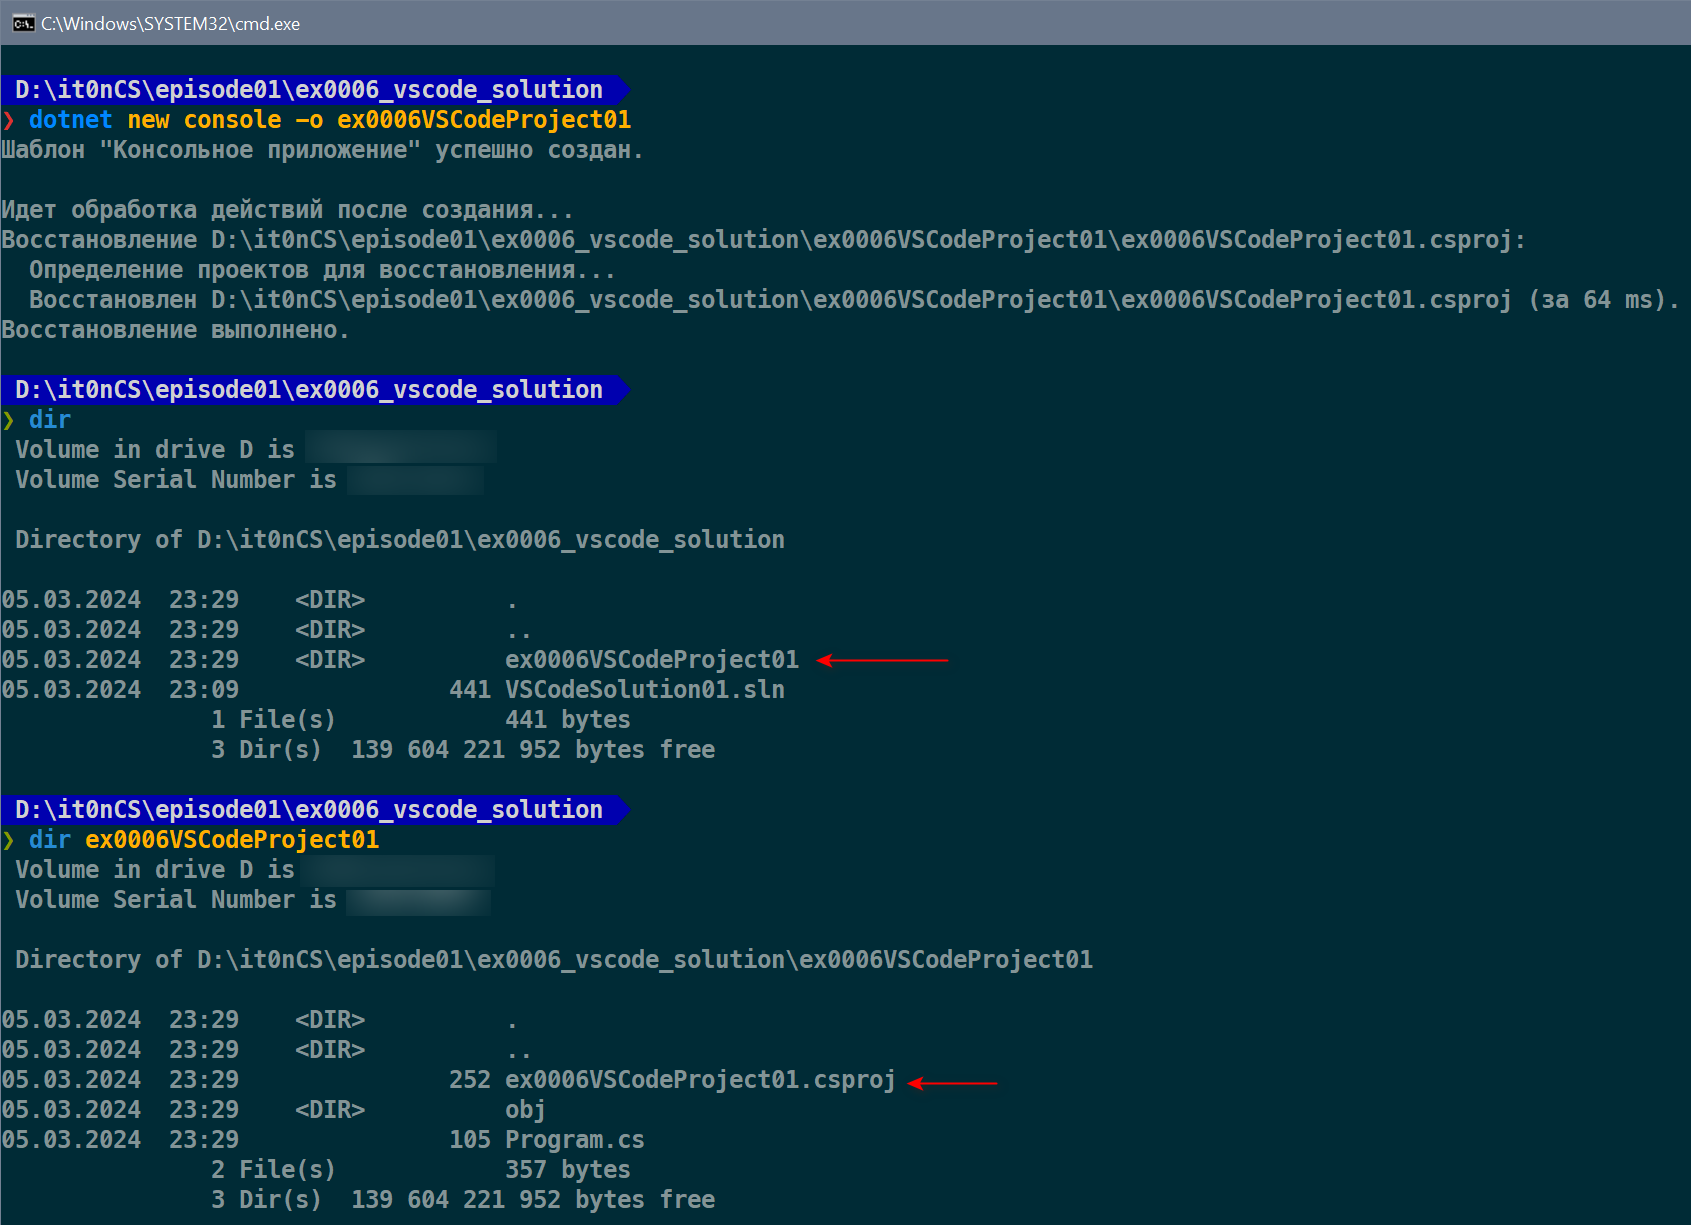 C:\Windows\SYSTEM32\cmd.exe
D:\it0nCS\episode01\ex0006_vscode_solution
❯ dotnet new console -o ex0006VSCodeProject01
Шаблон "Консольное приложение" успешно создан.
Идет обработка действий после создания...
Восстановление D:\it0nCS\episode01\ex0006_vscode_solution\ex0006VSCodeProject01\ex0006VSCodeProject01.csproj:
Определение проектов для восстановления...
Восстановлен D:\it0nCS\episode01\ex0006_vscode_solution\ex0006VSCodeProject01\ex0006VSCodeProject01.csproj (за 64 ms).
Восстановление выполнено.
D:\it0nCS\episode01\ex0006_vscode_solution
❯ dir
Volume in drive D is
Volume Serial Number is
Directory of D:\it0nCS\episode01\ex0006_vscode_solution
05.03.2024  23:29    <DIR>          .
05.03.2024  23:29    <DIR>          ..
05.03.2024  23:29    <DIR>          ex0006VSCodeProject01
05.03.2024  23:09               441 VSCodeSolution01.sln
1 File(s)            441 bytes
3 Dir(s)  139 604 221 952 bytes free
D:\it0nCS\episode01\ex0006_vscode_solution
❯ dir ex0006VSCodeProject01
Volume in drive D is
Volume Serial Number is
Directory of D:\it0nCS\episode01\ex0006_vscode_solution\ex0006VSCodeProject01
05.03.2024  23:29    <DIR>          .
05.03.2024  23:29    <DIR>          ..
05.03.2024  23:29               252 ex0006VSCodeProject01.csproj
05.03.2024  23:29    <DIR>          obj
05.03.2024  23:29               105 Program.cs
2 File(s)            357 bytes
3 Dir(s)  139 604 221 952 bytes free